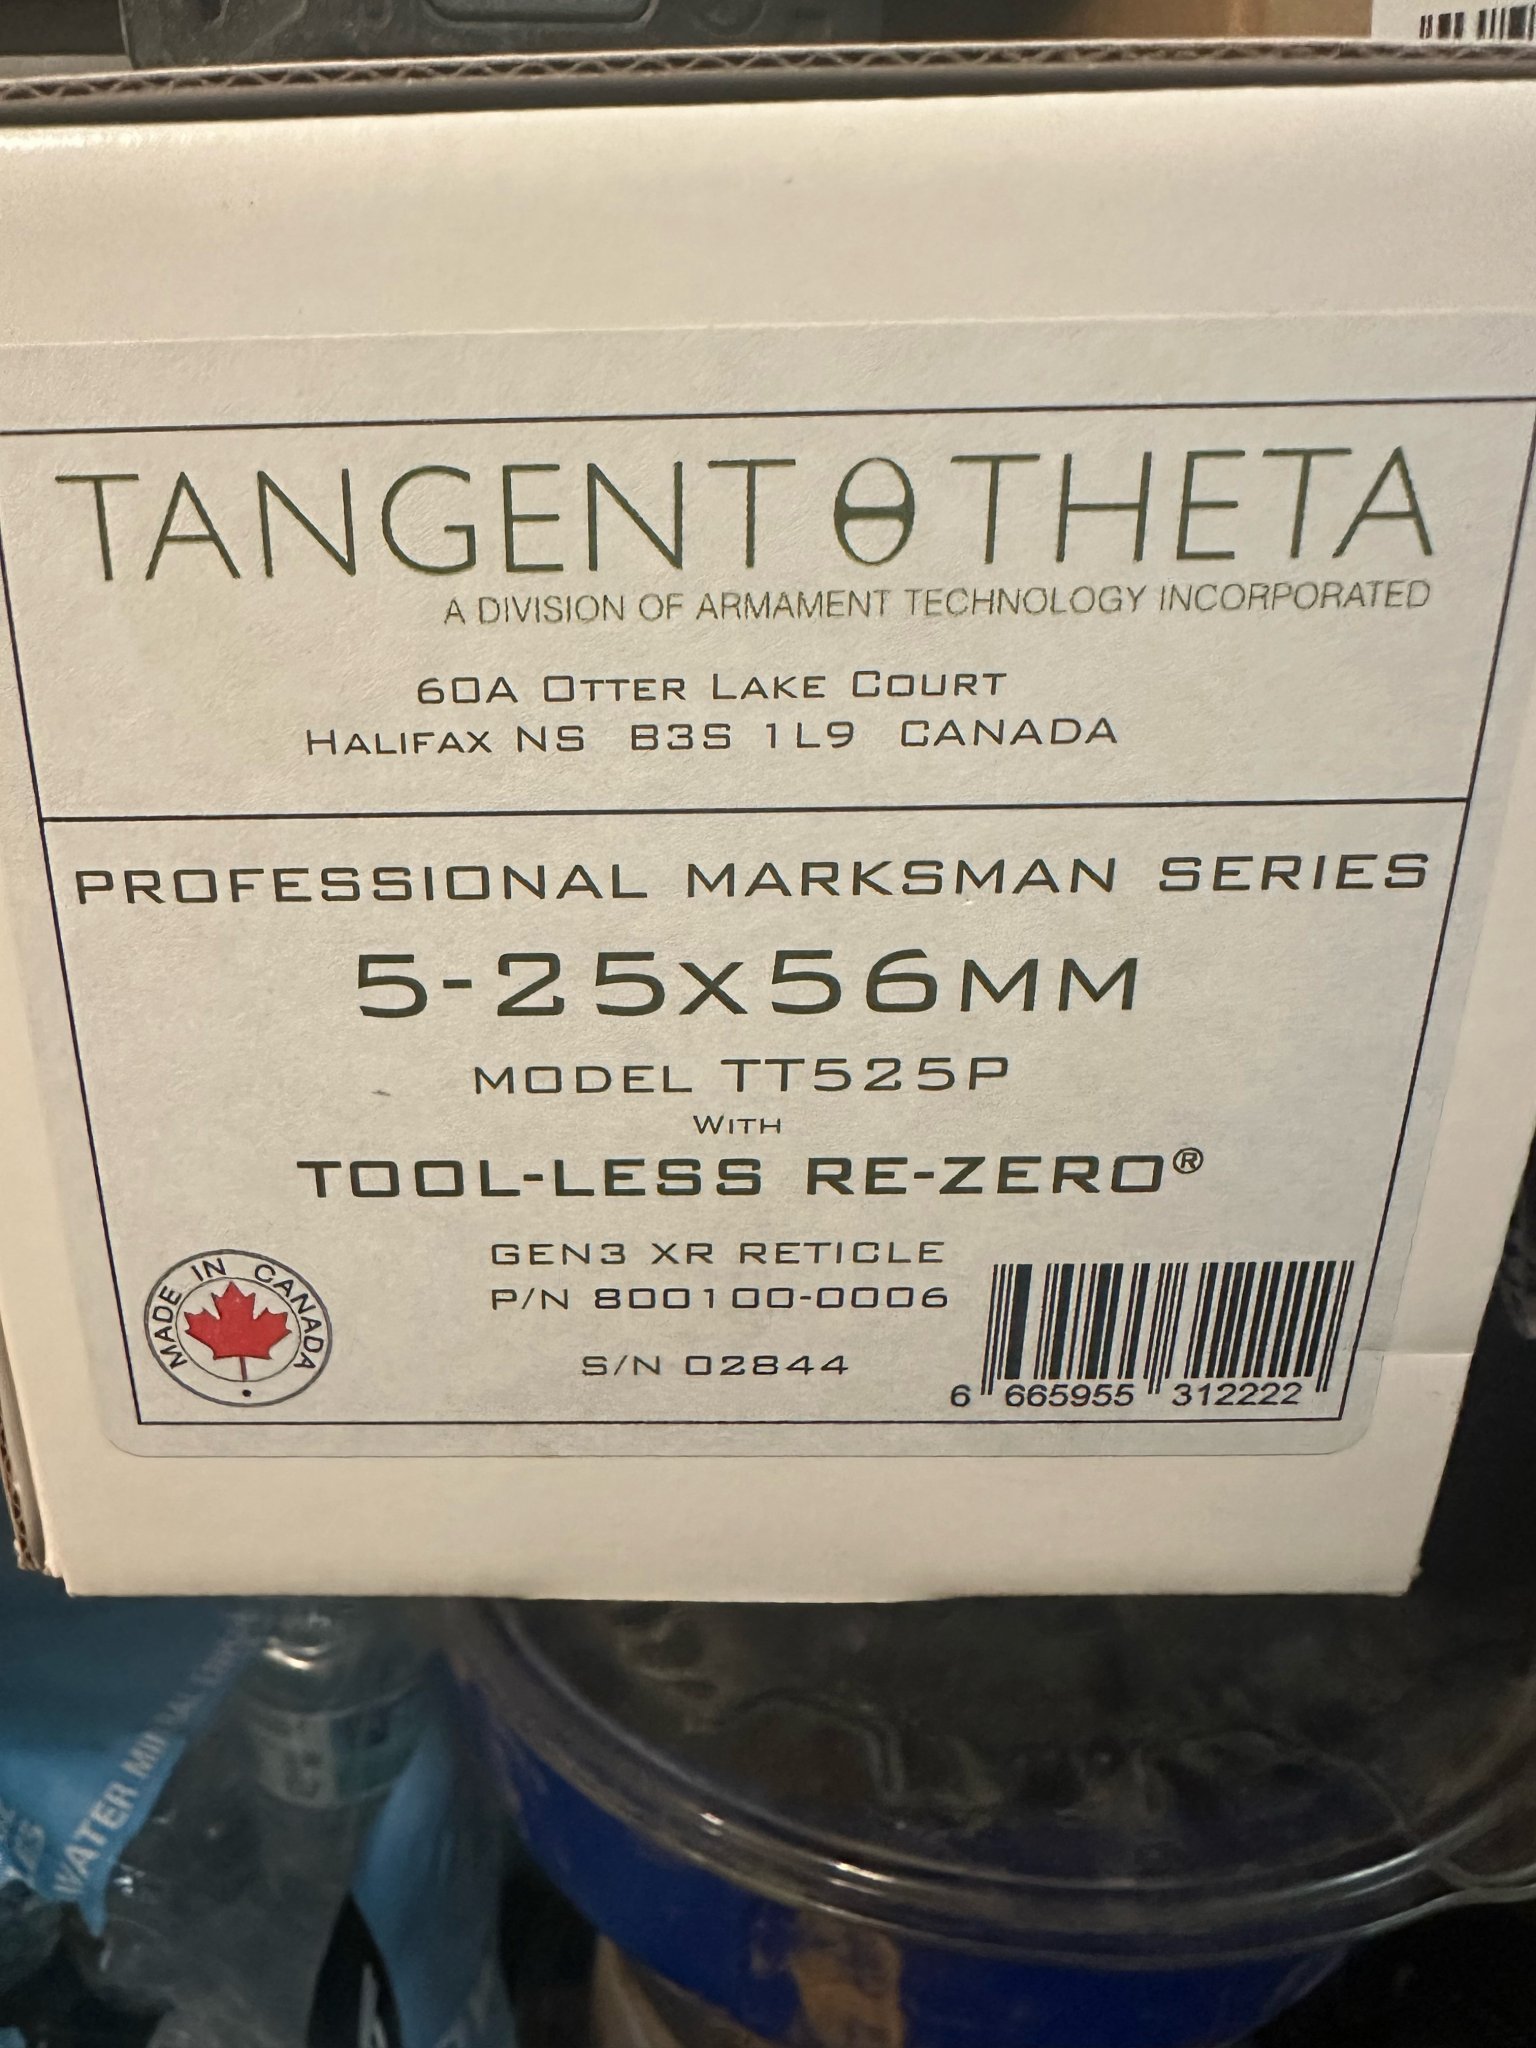 TANGENT θ THETA
A DIVISION OF ARMAMENT TECHNOLOGY INCORPORATED
60A OTTER LAKE COURT
HALIFAX NS B3S 1L9 CANADA
PROFESSIONAL MARKSMAN SERIES
5-25x56MM
MODEL TT525P
WITH
TOOL-LESS RE-ZERO®
GEN3 XR RETICLE
P/N 800100-0006
S/N 02844
MADE IN CANADA
6 665955 312222
WATER